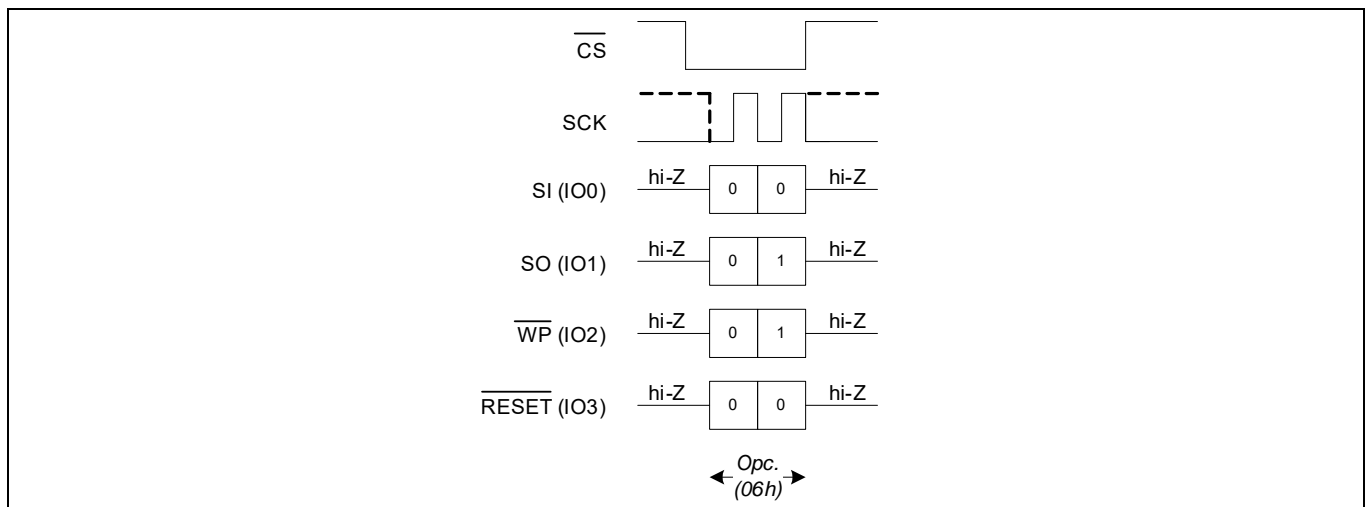 CS
SCK
SI (IO0) hi-Z 0 0 hi-Z
SO (IO1) hi-Z 0 1 hi-Z
WP (IO2) hi-Z 0 1 hi-Z
RESET (IO3) hi-Z 0 0 hi-Z
Opc.
(06h)